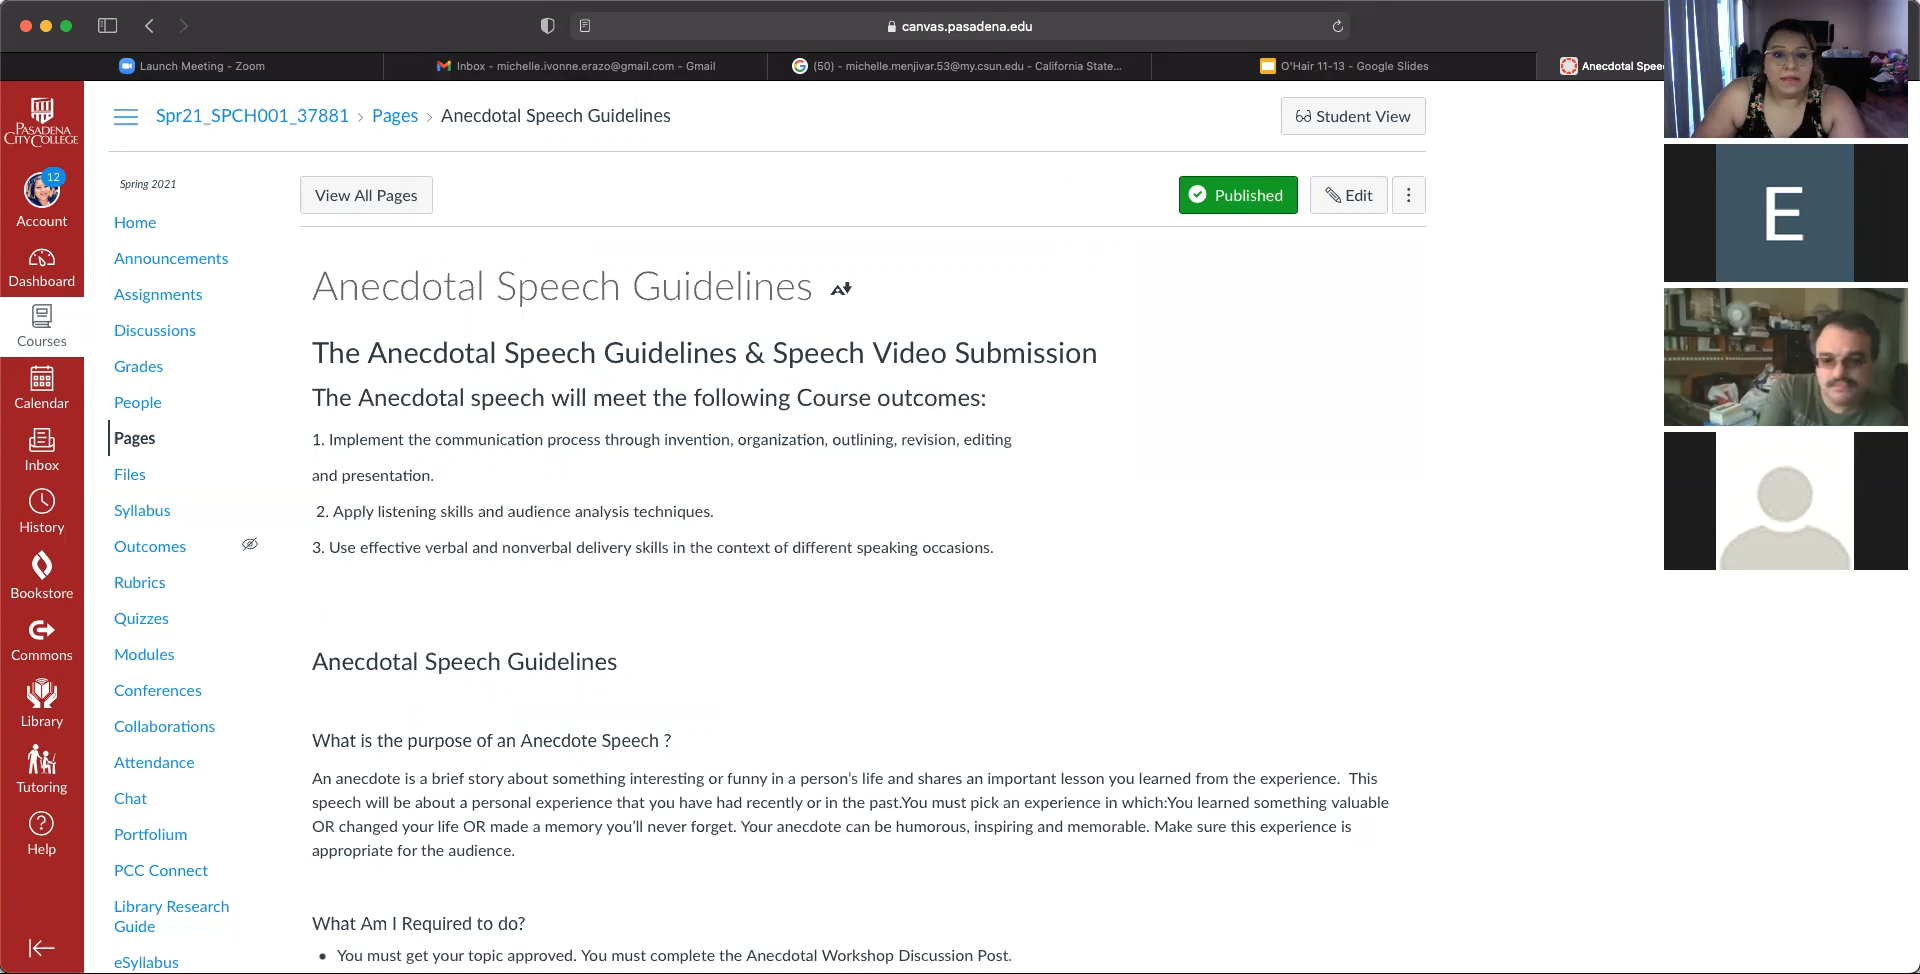 canvas.pasadena.edu
Launch Meeting - Zoom
Inbox - michelle.ivonne.erazo@gmail.com - Gmail
(50) - michelle.menjivar.53@my.csun.edu - California State...
O'Hair 11-13 - Google Slides
Anecdotal Speec
PASADENA
CITY COLLEGE
12
Account
Dashboard
Courses
Calendar
Inbox
History
Bookstore
Commons
Library
Tutoring
Help
Spr21_SPCH001_37881 › Pages › Anecdotal Speech Guidelines
Student View
Spring 2021
Home
Announcements
Assignments
Discussions
Grades
People
Pages
Files
Syllabus
Outcomes
Rubrics
Quizzes
Modules
Conferences
Collaborations
Attendance
Chat
Portfolium
PCC Connect
Library Research
Guide
eSyllabus
View All Pages
Published
Edit
Anecdotal Speech Guidelines
The Anecdotal Speech Guidelines & Speech Video Submission
The Anecdotal speech will meet the following Course outcomes:
1. Implement the communication process through invention, organization, outlining, revision, editing
and presentation.
2. Apply listening skills and audience analysis techniques.
3. Use effective verbal and nonverbal delivery skills in the context of different speaking occasions.
Anecdotal Speech Guidelines
What is the purpose of an Anecdote Speech ?
An anecdote is a brief story about something interesting or funny in a person's life and shares an important lesson you learned from the experience.  This
speech will be about a personal experience that you have had recently or in the past.You must pick an experience in which:You learned something valuable
OR changed your life OR made a memory you'll never forget. Your anecdote can be humorous, inspiring and memorable. Make sure this experience is
appropriate for the audience.
What Am I Required to do?
• You must get your topic approved. You must complete the Anecdotal Workshop Discussion Post.
E